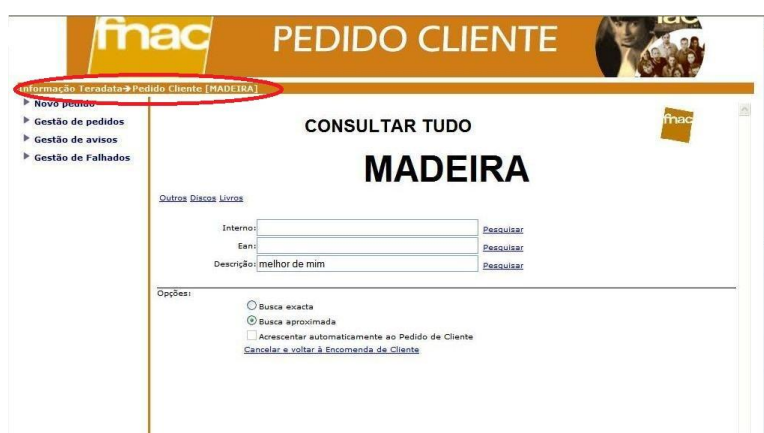 fnac PEDIDO CLIENTE
Informação Teradata→Pedido Cliente [MADEIRA]
Novo pedido
Gestão de pedidos
Gestão de avisos
Gestão de Falhados
CONSULTAR TUDO
fnac
MADEIRA
Outros Discos Livros
Interno: Pesquisar
Ean: Pesquisar
Descrição: melhor de mim Pesquisar
Opções:
Busca exacta
Busca aproximada
Acrescentar automaticamente ao Pedido de Cliente
Cancelar e voltar à Encomenda de Cliente